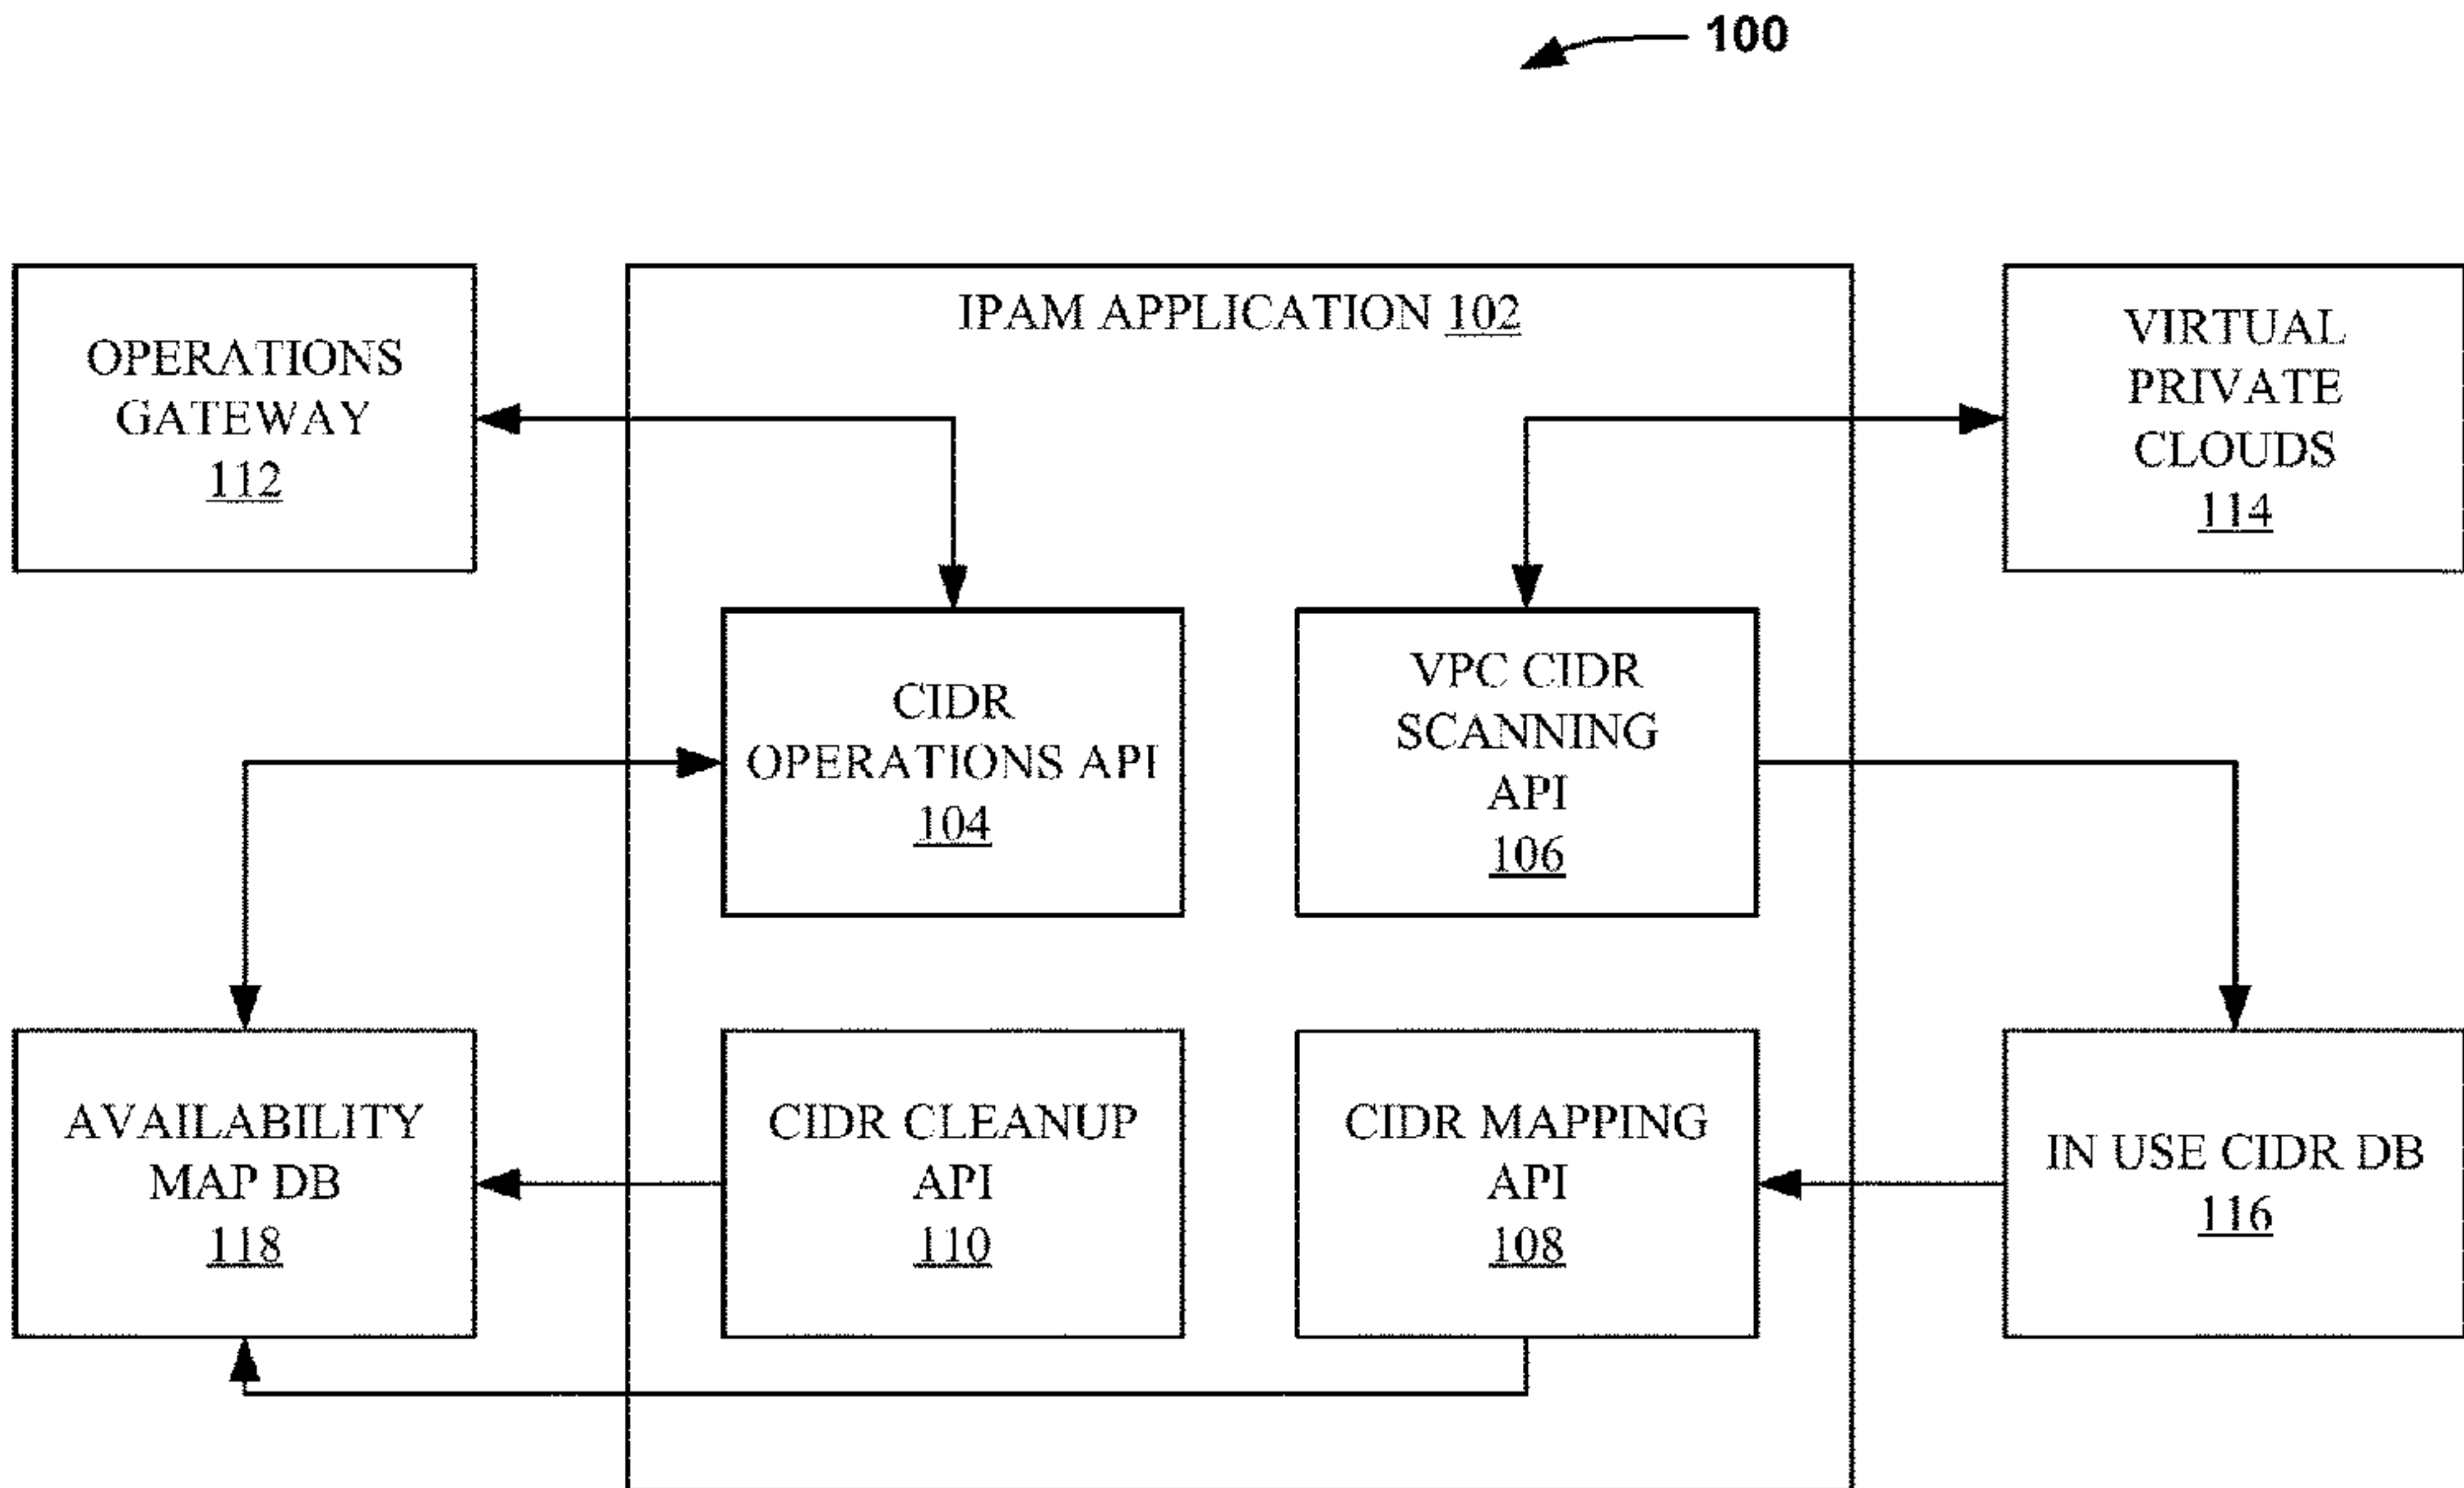 100
IPAM APPLICATION 102
OPERATIONS
GATEWAY
112
VIRTUAL
PRIVATE
CLOUDS
114
CIDR
OPERATIONS API
104
VPC CIDR
SCANNING
API
106
AVAILABILITY
MAP DB
118
CIDR CLEANUP
API
110
CIDR MAPPING
API
108
IN USE CIDR DB
116